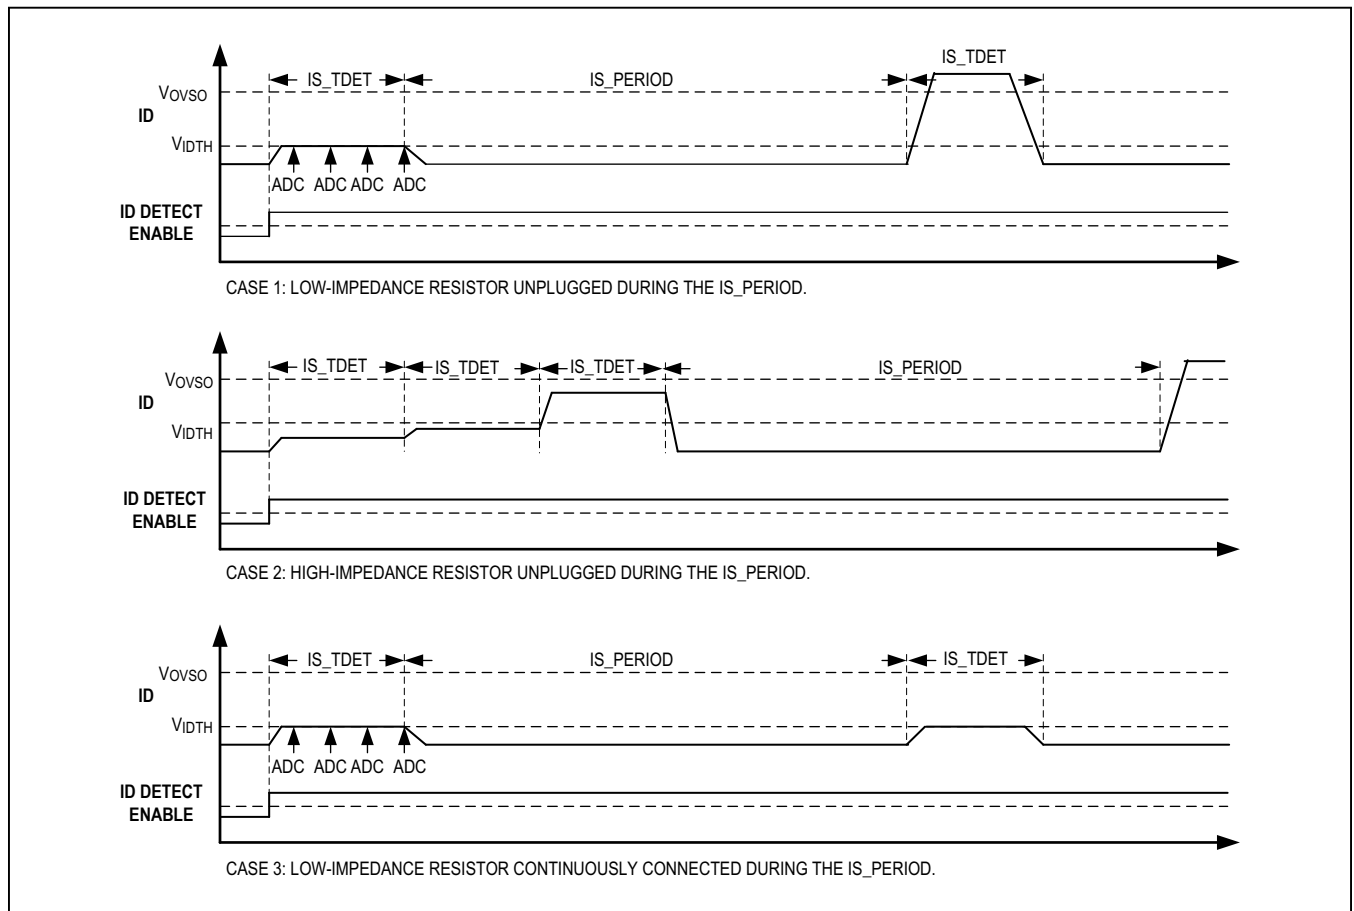 IS_TDET
IS_PERIOD
IS_TDET
VOVSO
ID
VIDTH
ADC ADC ADC ADC
ID DETECT
ENABLE
CASE 1: LOW-IMPEDANCE RESISTOR UNPLUGGED DURING THE IS_PERIOD.
IS_TDET IS_TDET IS_TDET IS_PERIOD
VOVSO
ID
VIDTH
ID DETECT
ENABLE
CASE 2: HIGH-IMPEDANCE RESISTOR UNPLUGGED DURING THE IS_PERIOD.
IS_TDET IS_PERIOD IS_TDET
VOVSO
ID
VIDTH
ADC ADC ADC ADC
ID DETECT
ENABLE
CASE 3: LOW-IMPEDANCE RESISTOR CONTINUOUSLY CONNECTED DURING THE IS_PERIOD.